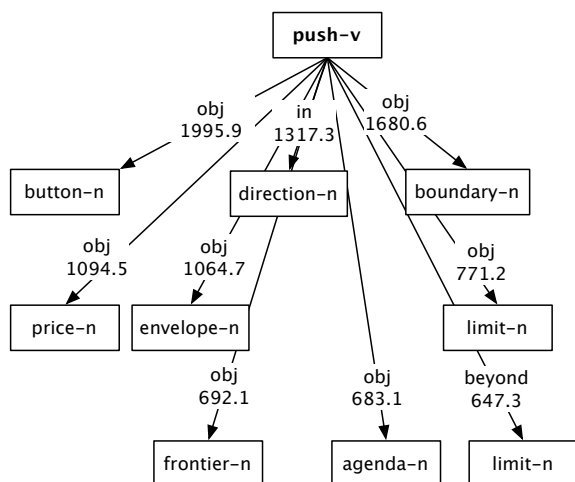 push-v
obj
1995.9
in
1317.3
obj
1680.6
button-n
direction-n
boundary-n
obj
1094.5
obj
1064.7
obj
771.2
price-n
envelope-n
limit-n
obj
692.1
obj
683.1
beyond
647.3
frontier-n
agenda-n
limit-n